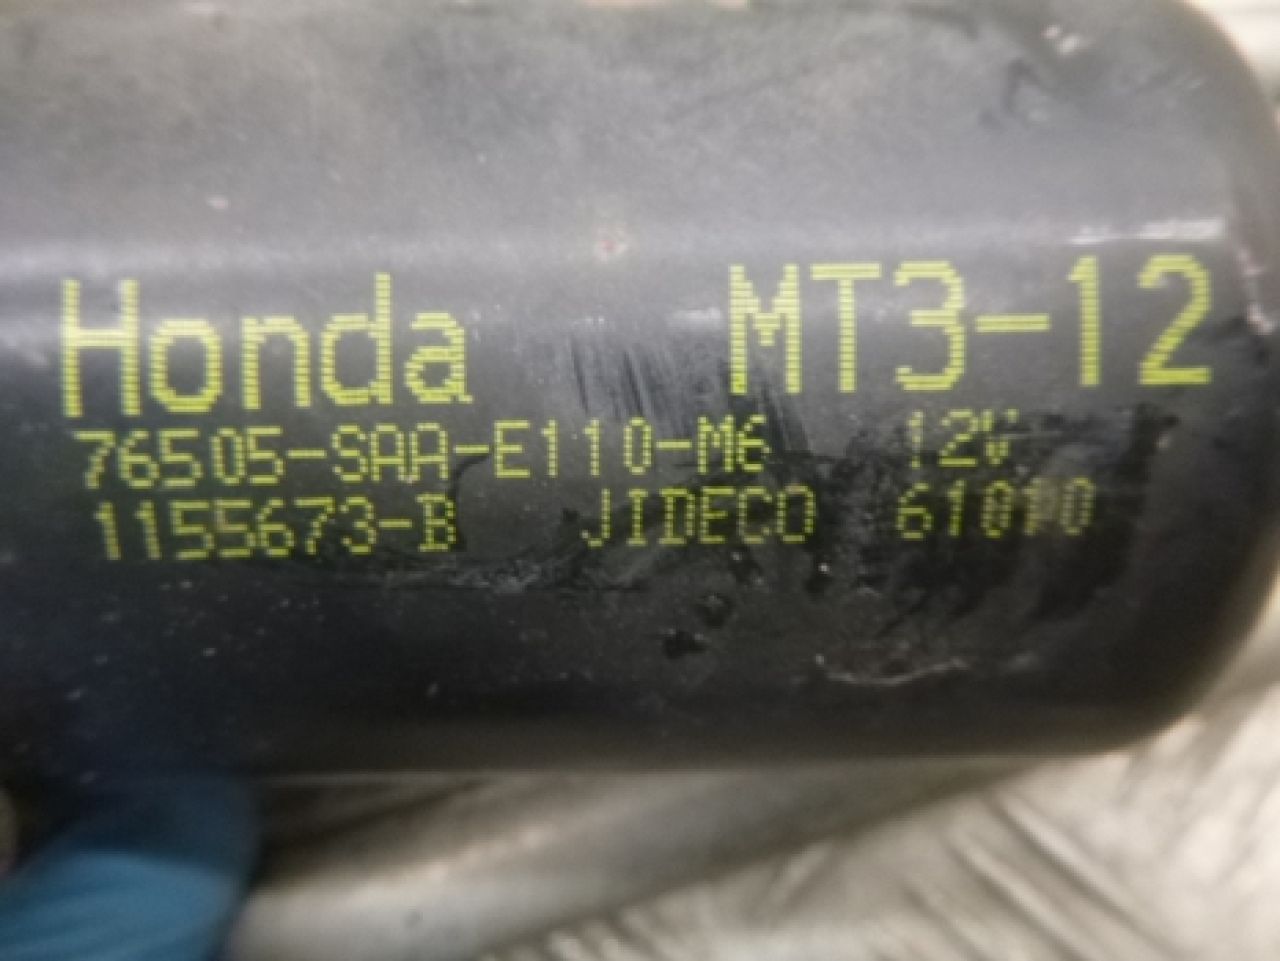 Honda MT3-12
76505-SAA-E110-M6 12V
1155673-B JIDECO